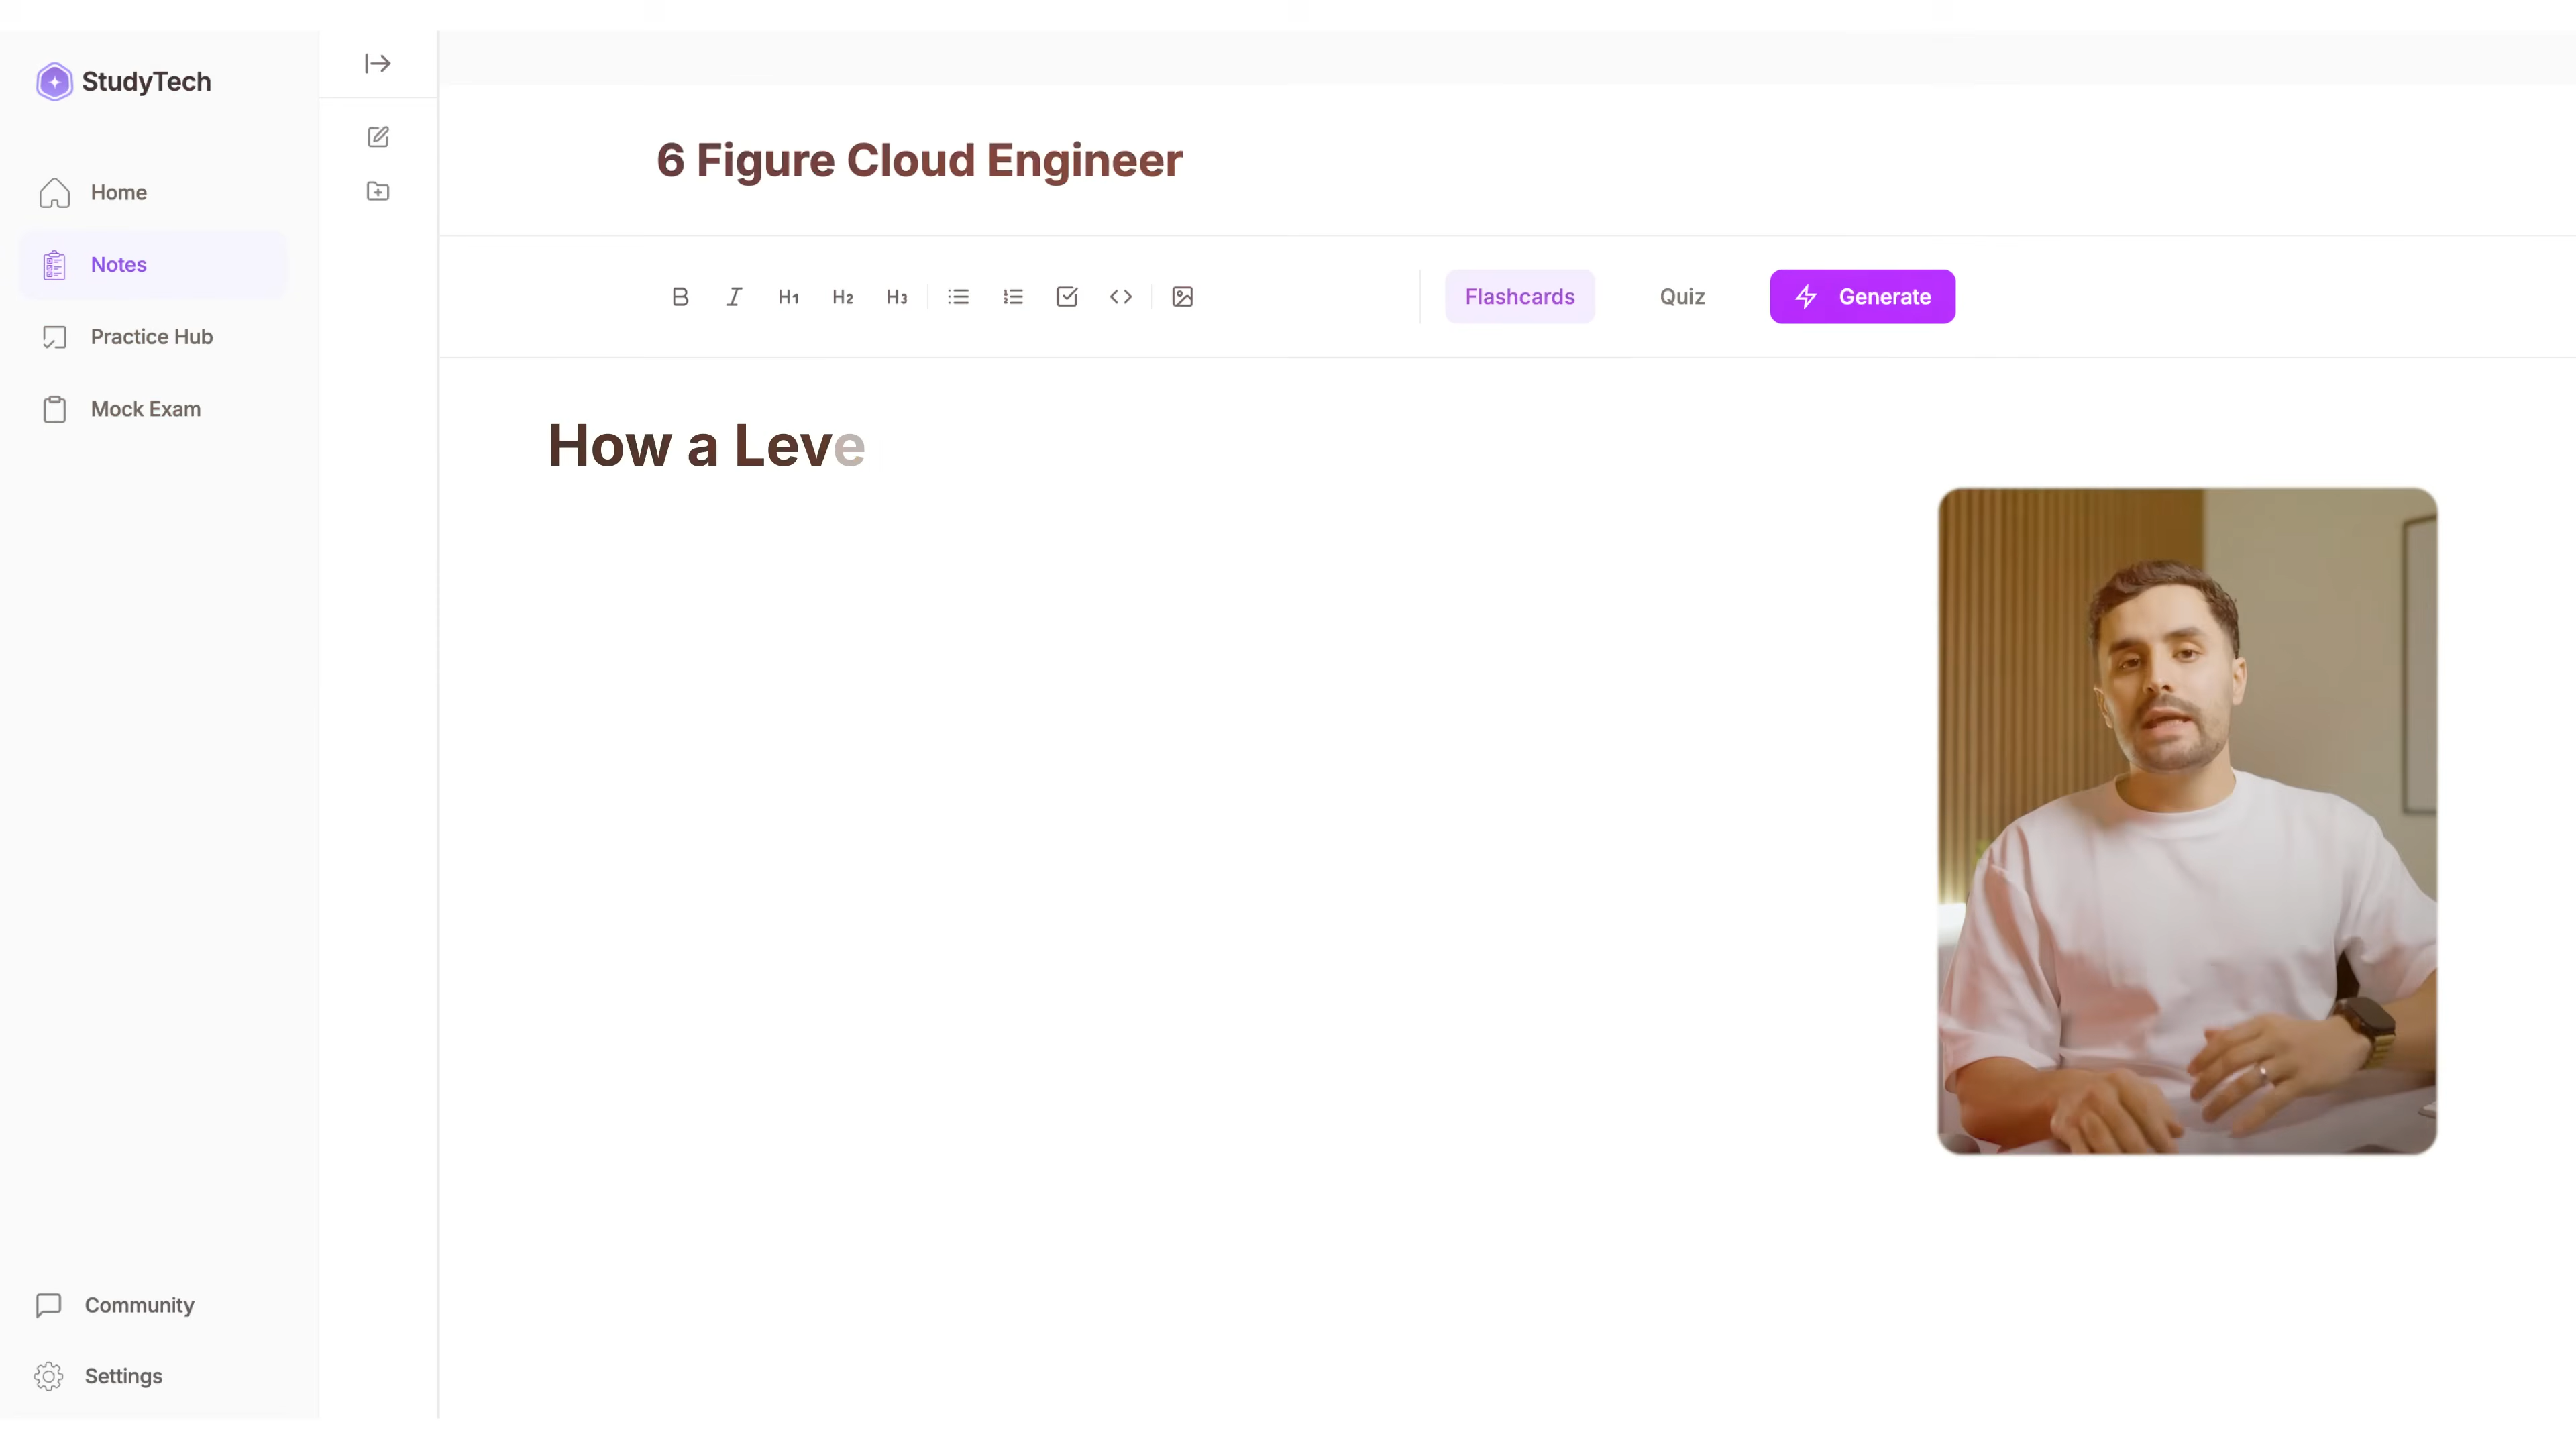 StudyTech
Home
Notes
Practice Hub
Mock Exam
Community
Settings
6 Figure Cloud Engineer
B I H1 H2 H3
Flashcards
Quiz
Generate
How a Leve